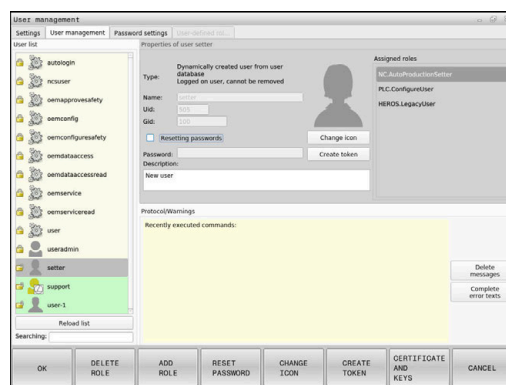 User management
Settings
User management
Password settings
User-defined rol...
User list
autologin
ncsuser
oemapprovesafety
oemconfig
oemconfiguresafety
oemdataaccess
oemdataaccessread
oemservice
oemserviceread
user
useradmin
setter
support
user-1
Reload list
Searching:
Properties of user setter
Type:
Dynamically created user from user
database
Logged on user, cannot be removed
Name:
setter
Uid:
Gid:
100
Resetting passwords
Change icon
Password:
Create token
Description:
New user
Assigned roles
NC.AutoProductionSetter
PLC.ConfigureUser
HEROS.LegacyUser
Protocol/Warnings
Recently executed commands:
Delete
messages
Complete
error texts
OK
DELETE
ROLE
ADD
ROLE
RESET
PASSWORD
CHANGE
ICON
CREATE
TOKEN
CERTIFICATE
AND
KEYS
CANCEL